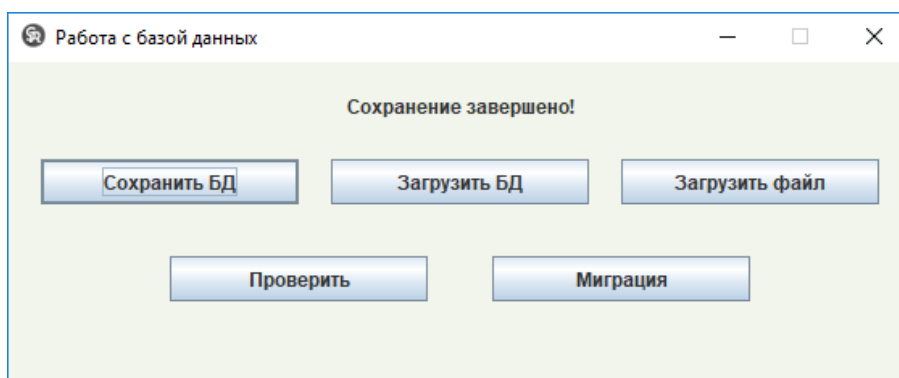 Работа с базой данных
Сохранение завершено!
Сохранить БД Загрузить БД Загрузить файл
Проверить Миграция